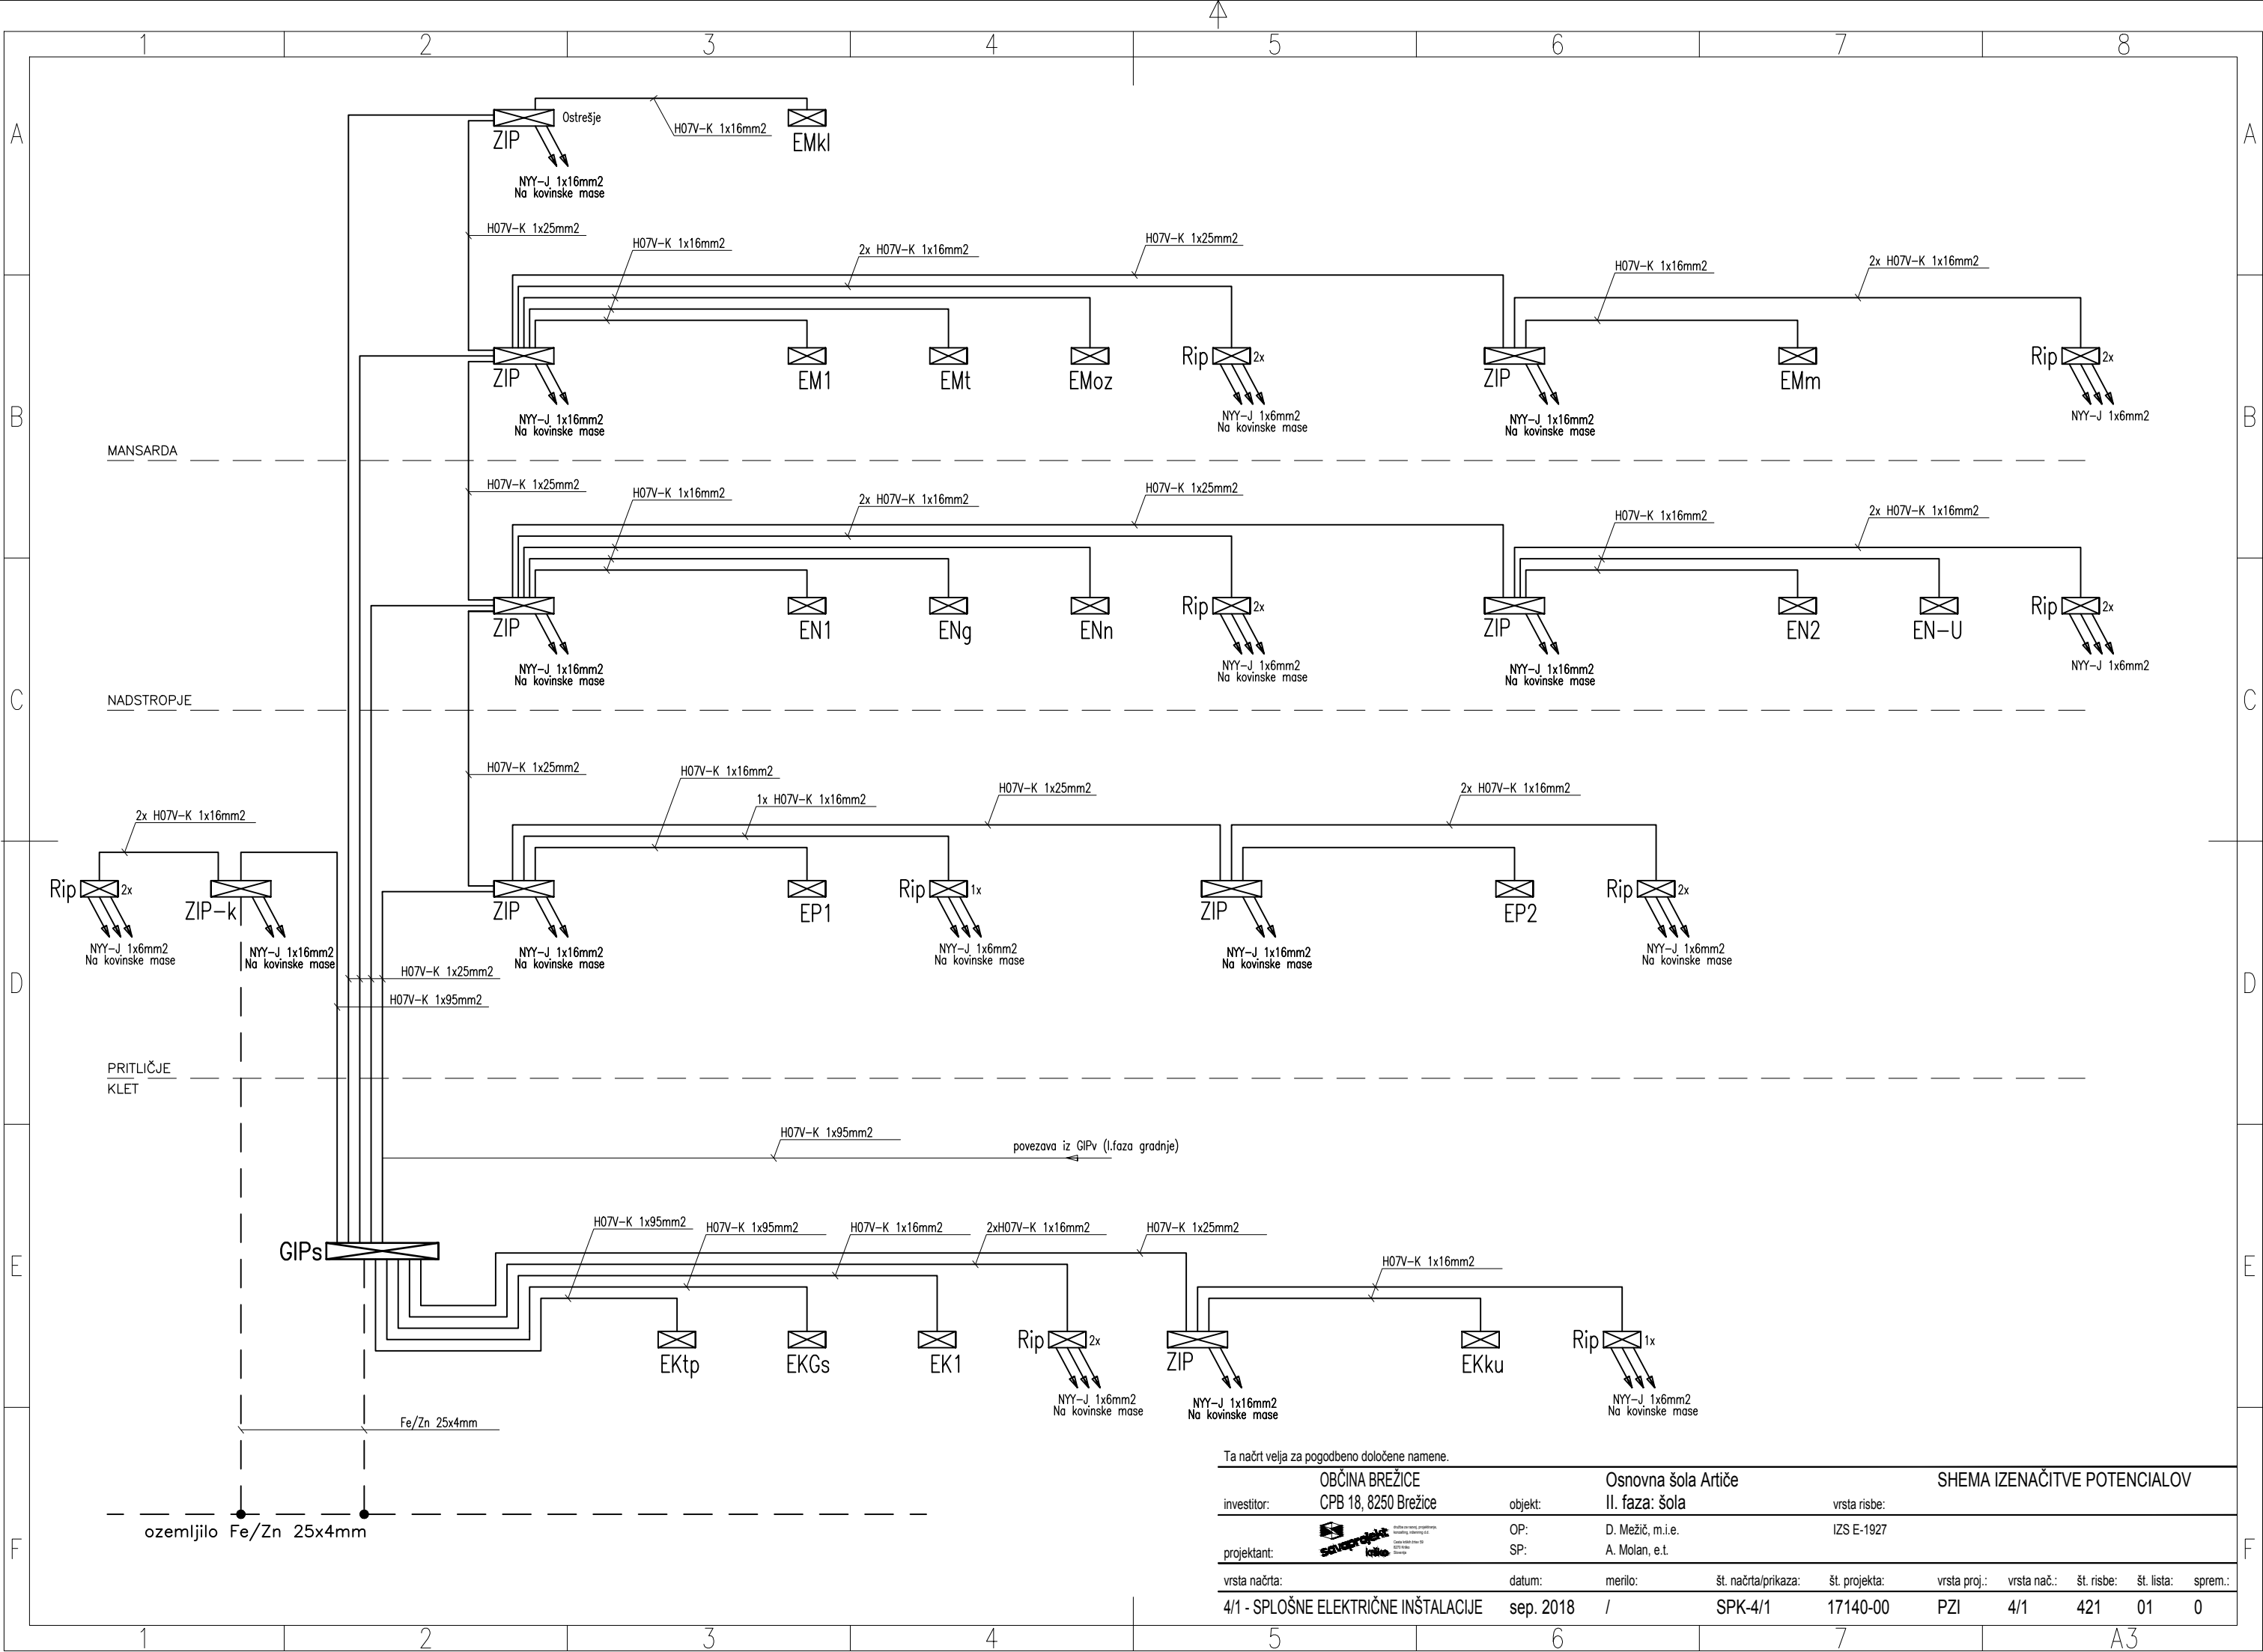 1 2 3 4 5 6 7 8
A A
Ostrešje
ZIP
H07V-K 1x16mm2
EMkl
NYY-J 1x16mm2
Na kovinske mase
H07V-K 1x25mm2
H07V-K 1x16mm2
2x H07V-K 1x16mm2
H07V-K 1x25mm2
H07V-K 1x16mm2
2x H07V-K 1x16mm2
ZIP
EM1
EMt
EMoz
Rip 2x
ZIP
EMm
Rip 2x
NYY-J 1x16mm2
Na kovinske mase
NYY-J 1x6mm2
Na kovinske mase
NYY-J 1x16mm2
Na kovinske mase
NYY-J 1x6mm2
B B
MANSARDA
H07V-K 1x25mm2
H07V-K 1x16mm2
2x H07V-K 1x16mm2
H07V-K 1x25mm2
H07V-K 1x16mm2
2x H07V-K 1x16mm2
ZIP
EN1
ENg
ENn
Rip 2x
ZIP
EN2
EN-U
Rip 2x
NYY-J 1x16mm2
Na kovinske mase
NYY-J 1x6mm2
Na kovinske mase
NYY-J 1x16mm2
Na kovinske mase
NYY-J 1x6mm2
C C
NADSTROPJE
H07V-K 1x25mm2
H07V-K 1x16mm2
1x H07V-K 1x16mm2
H07V-K 1x25mm2
2x H07V-K 1x16mm2
2x H07V-K 1x16mm2
Rip 2x
ZIP-k
ZIP
EP1
Rip 1x
ZIP
EP2
Rip 2x
NYY-J 1x6mm2
Na kovinske mase
NYY-J 1x16mm2
Na kovinske mase
NYY-J 1x16mm2
Na kovinske mase
NYY-J 1x6mm2
Na kovinske mase
NYY-J 1x16mm2
Na kovinske mase
NYY-J 1x6mm2
Na kovinske mase
D D
H07V-K 1x25mm2
H07V-K 1x95mm2
PRITLIČJE
KLET
H07V-K 1x95mm2
povezava iz GIPv (I.faza gradnje)
GIPs
H07V-K 1x95mm2
H07V-K 1x95mm2
H07V-K 1x16mm2
2xH07V-K 1x16mm2
H07V-K 1x25mm2
H07V-K 1x16mm2
E E
EKtp
EKGs
EK1
Rip 2x
ZIP
EKku
Rip 1x
NYY-J 1x6mm2
Na kovinske mase
NYY-J 1x16mm2
Na kovinske mase
NYY-J 1x6mm2
Na kovinske mase
Fe/Zn 25x4mm
ozemljilo Fe/Zn 25x4mm
F F
Ta načrt velja za pogodbeno določene namene.
OBČINA BREŽICE Osnovna šola Artiče SHEMA IZENAČITVE POTENCIALOV
investitor: CPB 18, 8250 Brežice objekt: II. faza: šola vrsta risbe:
savaprojekt krško
OP: D. Mežič, m.i.e. IZS E-1927
projektant: SP: A. Molan, e.t.
vrsta načrta: datum: merilo: št. načrta/prikaza: št. projekta: vrsta proj.: vrsta nač.: št. risbe: št. lista: sprem.:
4/1 - SPLOŠNE ELEKTRIČNE INŠTALACIJE sep. 2018 / SPK-4/1 17140-00 PZI 4/1 421 01 0
1 2 3 4 5 6 7 A3